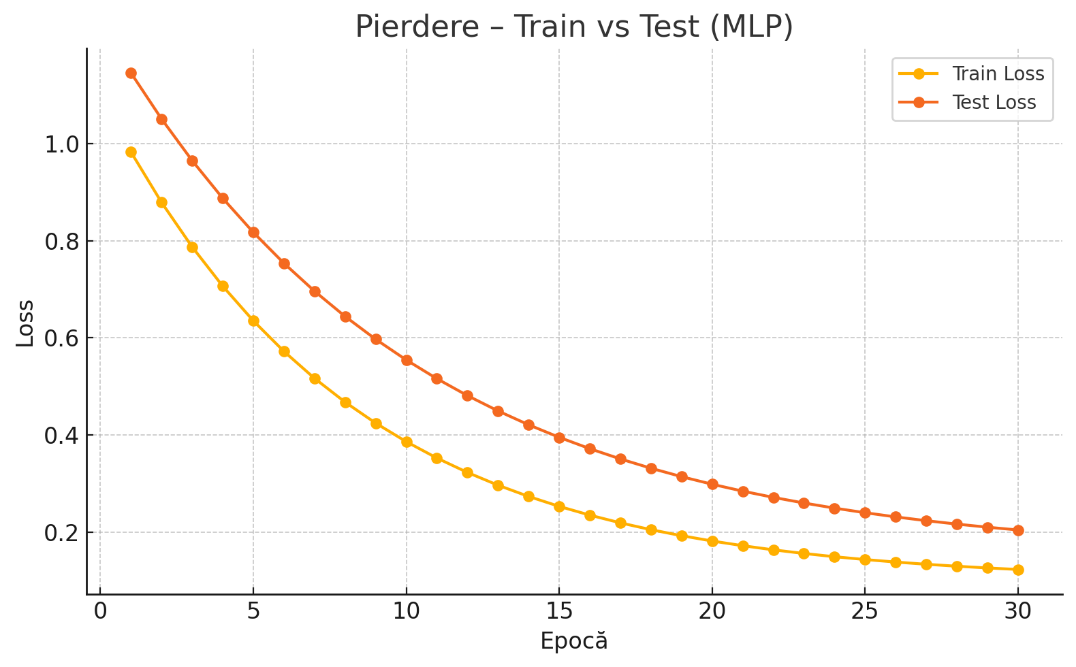 Pierdere – Train vs Test (MLP)
Train Loss
Test Loss
1.0
0.8
0.6
0.4
0.2
Loss
0 5 10 15 20 25 30
Epocă